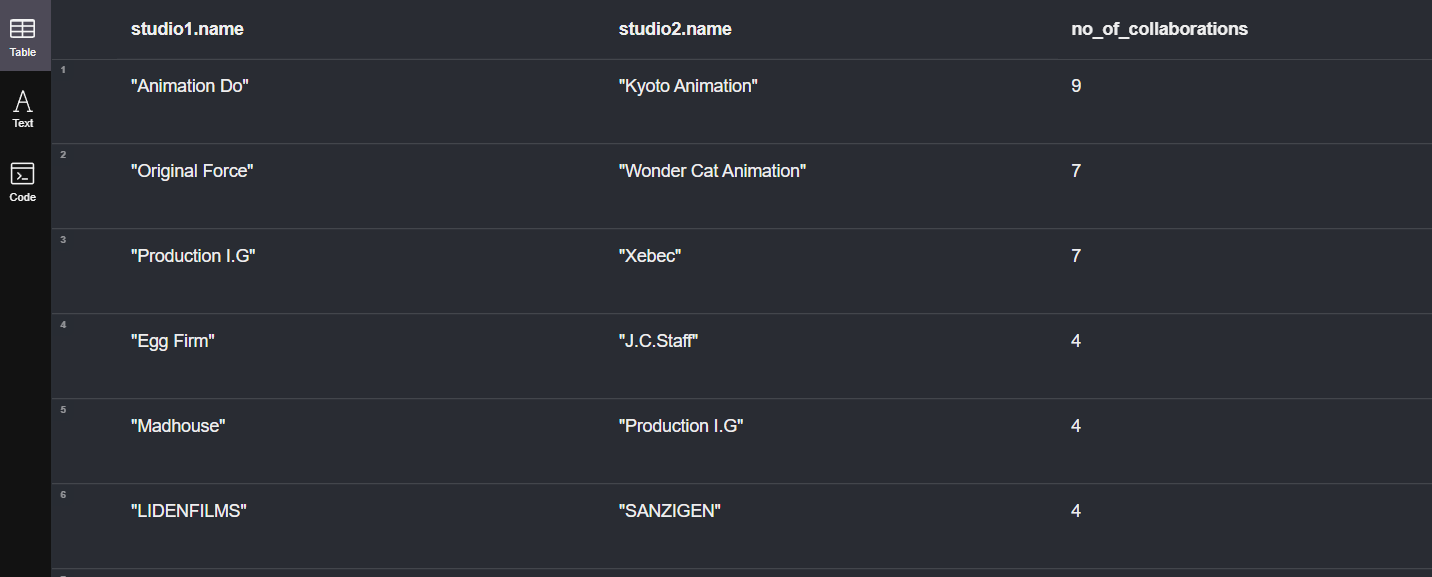 Table
Text
Code
studio1.name studio2.name no_of_collaborations
1 "Animation Do" "Kyoto Animation" 9
2 "Original Force" "Wonder Cat Animation" 7
3 "Production I.G" "Xebec" 7
4 "Egg Firm" "J.C.Staff" 4
5 "Madhouse" "Production I.G" 4
6 "LIDENFILMS" "SANZIGEN" 4